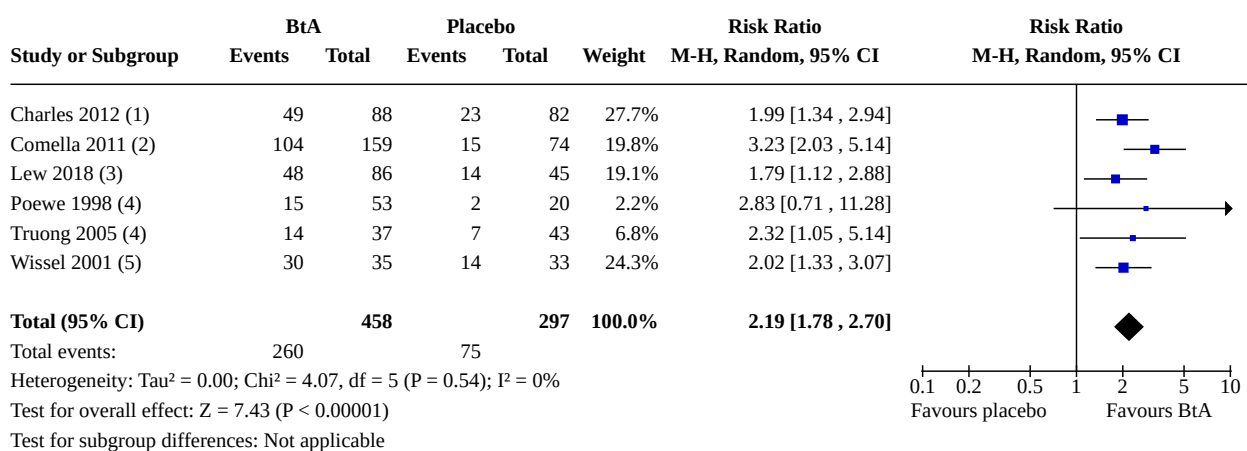 BtA Placebo Risk Ratio Risk Ratio
Study or Subgroup Events Total Events Total Weight M-H, Random, 95% CI M-H, Random, 95% CI
Charles 2012 (1) 49 88 23 82 27.7% 1.99 [1.34 , 2.94]
Comella 2011 (2) 104 159 15 74 19.8% 3.23 [2.03 , 5.14]
Lew 2018 (3) 48 86 14 45 19.1% 1.79 [1.12 , 2.88]
Poewe 1998 (4) 15 53 2 20 2.2% 2.83 [0.71 , 11.28]
Truong 2005 (4) 14 37 7 43 6.8% 2.32 [1.05 , 5.14]
Wissel 2001 (5) 30 35 14 33 24.3% 2.02 [1.33 , 3.07]
Total (95% CI) 458 297 100.0% 2.19 [1.78 , 2.70]
Total events: 260 75
Heterogeneity: Tau² = 0.00; Chi² = 4.07, df = 5 (P = 0.54); I² = 0%
0.1 0.2 0.5 1 2 5 10
Test for overall effect: Z = 7.43 (P < 0.00001) Favours placebo Favours BtA
Test for subgroup differences: Not applicable